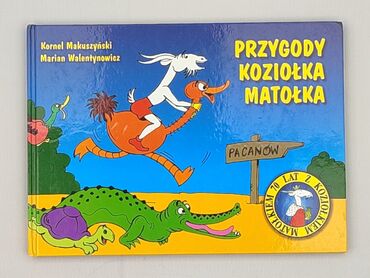 Kornel Makuszyński
Marian Walentynowicz
PRZYGODY
KOZIOŁKA
MATOŁKA
PACANÓW
70 LAT Z KOZIOŁKIEM MATOŁKIEM